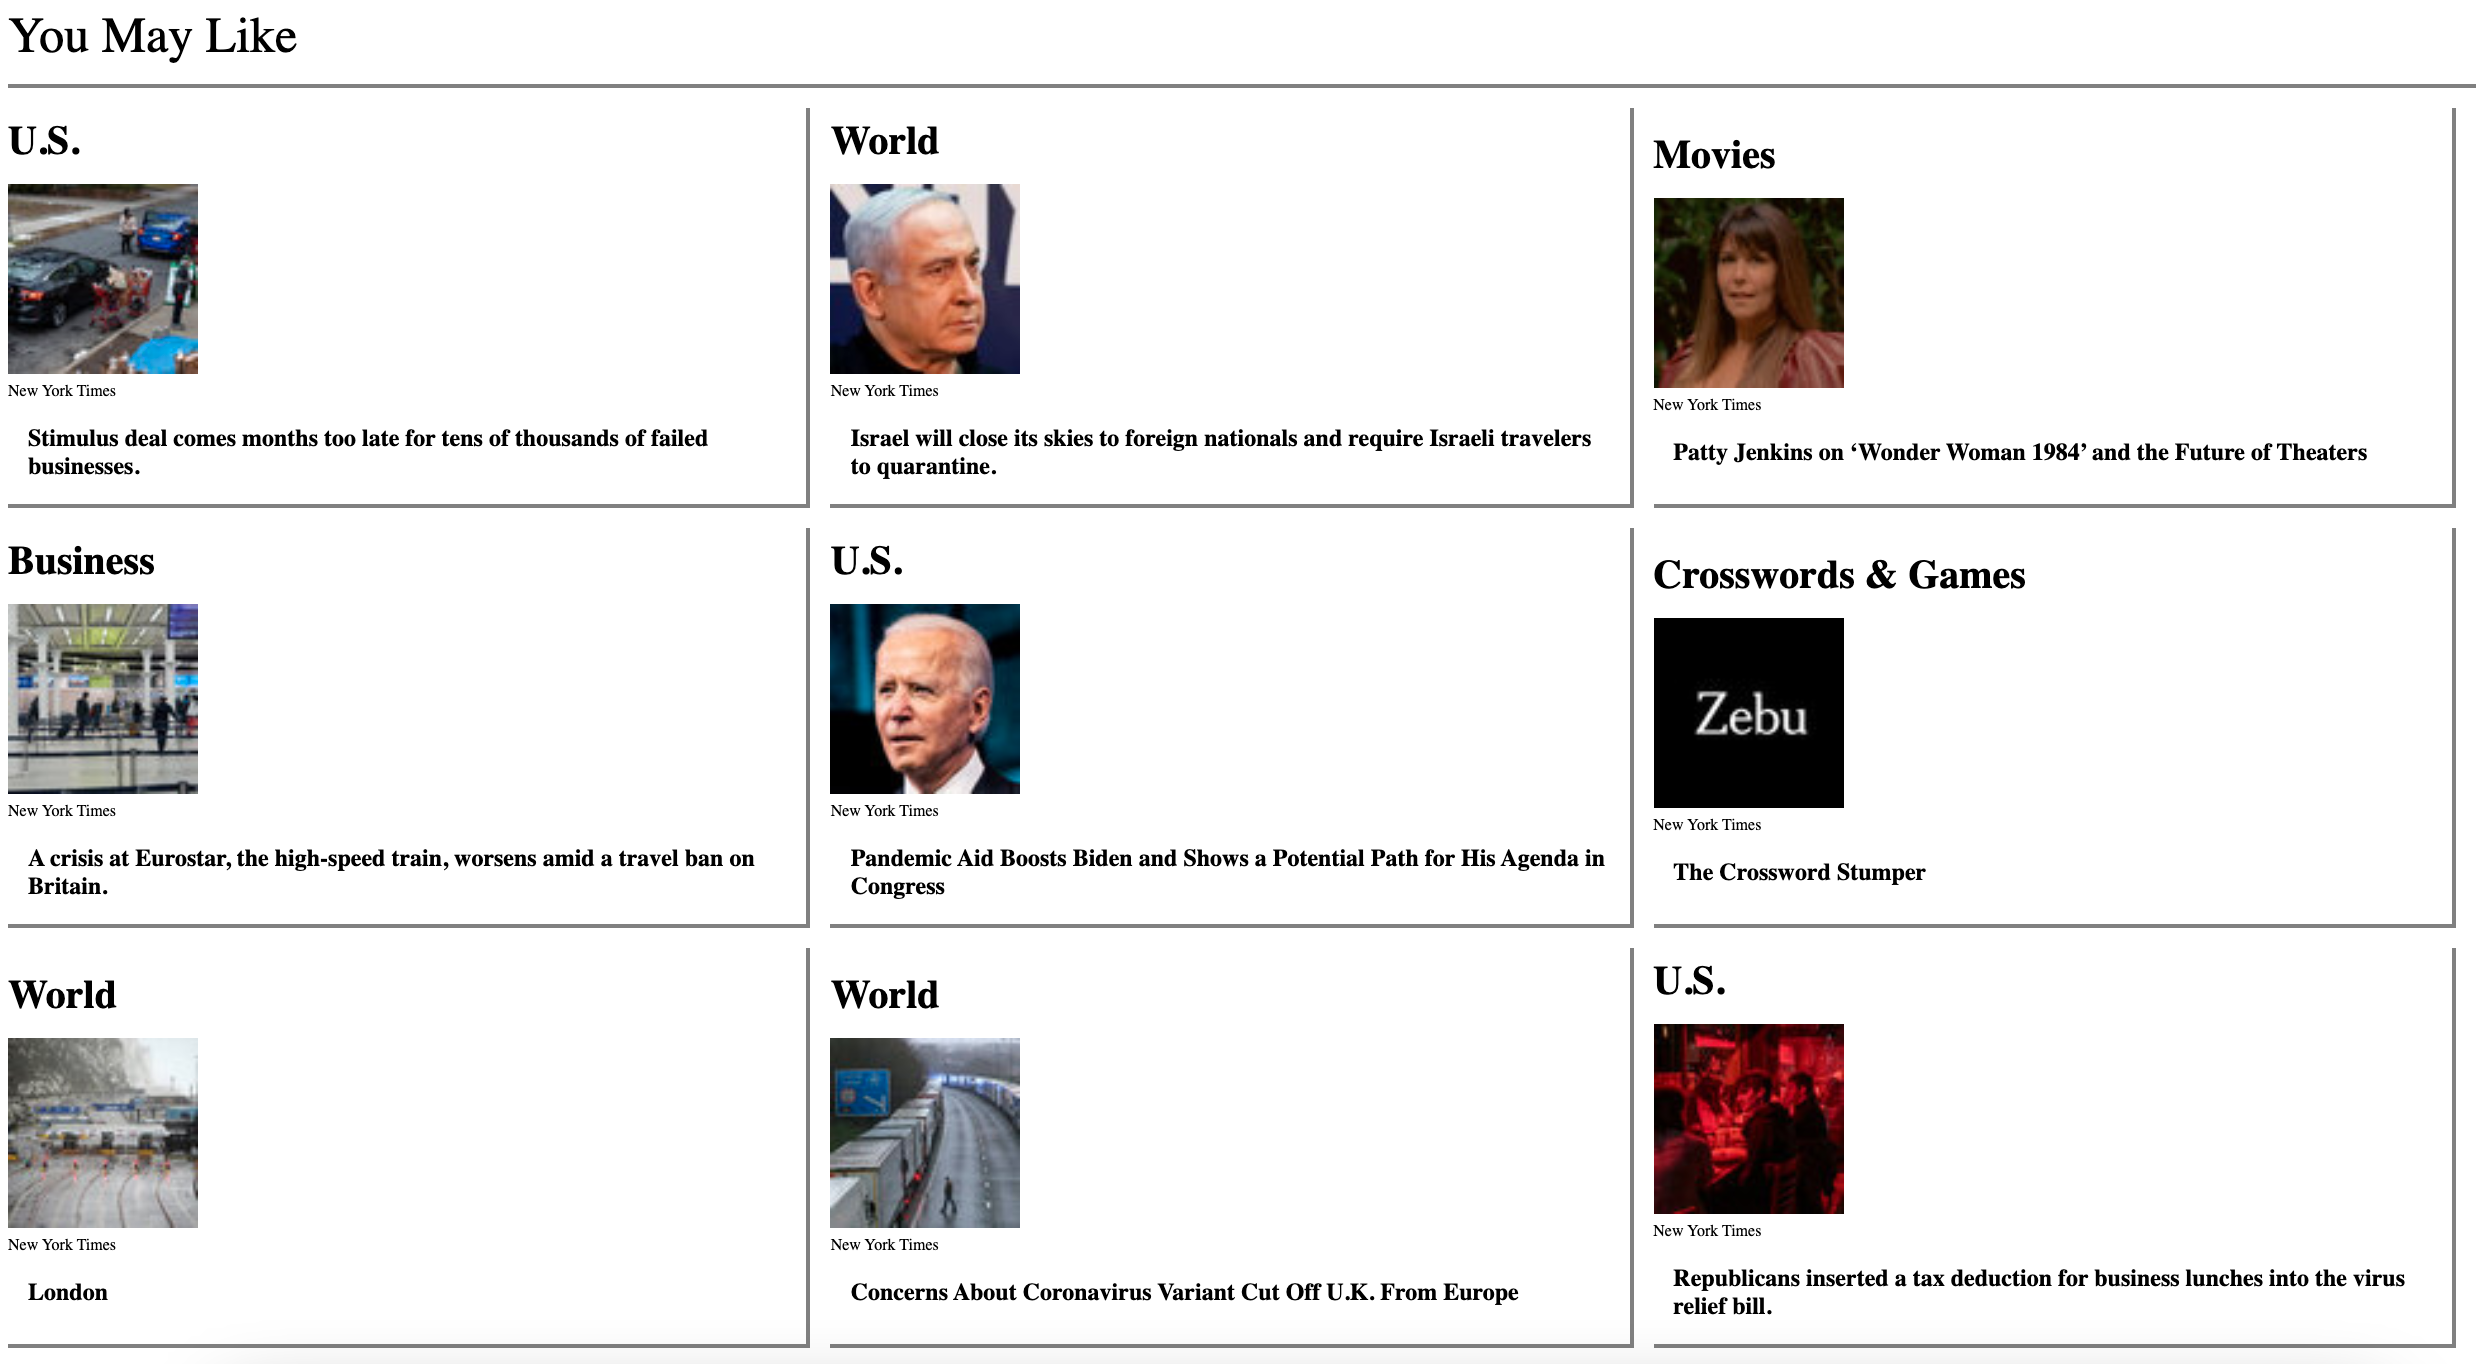 You May Like
U.S.
New York Times
Stimulus deal comes months too late for tens of thousands of failed
businesses.
World
New York Times
Israel will close its skies to foreign nationals and require Israeli travelers
to quarantine.
Movies
New York Times
Patty Jenkins on ‘Wonder Woman 1984’ and the Future of Theaters
Business
New York Times
A crisis at Eurostar, the high-speed train, worsens amid a travel ban on
Britain.
U.S.
New York Times
Pandemic Aid Boosts Biden and Shows a Potential Path for His Agenda in
Congress
Crosswords & Games
Zebu
New York Times
The Crossword Stumper
World
New York Times
London
World
New York Times
Concerns About Coronavirus Variant Cut Off U.K. From Europe
U.S.
New York Times
Republicans inserted a tax deduction for business lunches into the virus
relief bill.